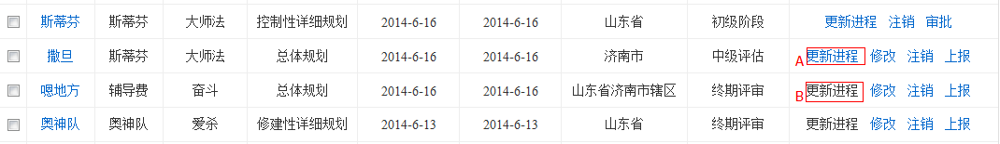 斯蒂芬 斯蒂芬 大师法 控制性详细规划 2014-6-16 2014-6-16 山东省 初级阶段 更新进程 注销 审批
撒旦 斯蒂芬 大师法 总体规划 2014-6-16 2014-6-16 济南市 中级评估 A 更新进程 修改 注销 上报
嗯地方 辅导费 奋斗 总体规划 2014-6-16 2014-6-16 山东省济南市辖区 终期评审 B 更新进程 修改 注销 上报
奥神队 奥神队 爱杀 修建性详细规划 2014-6-13 2014-6-13 山东省 终期评审 更新进程 修改 注销 上报